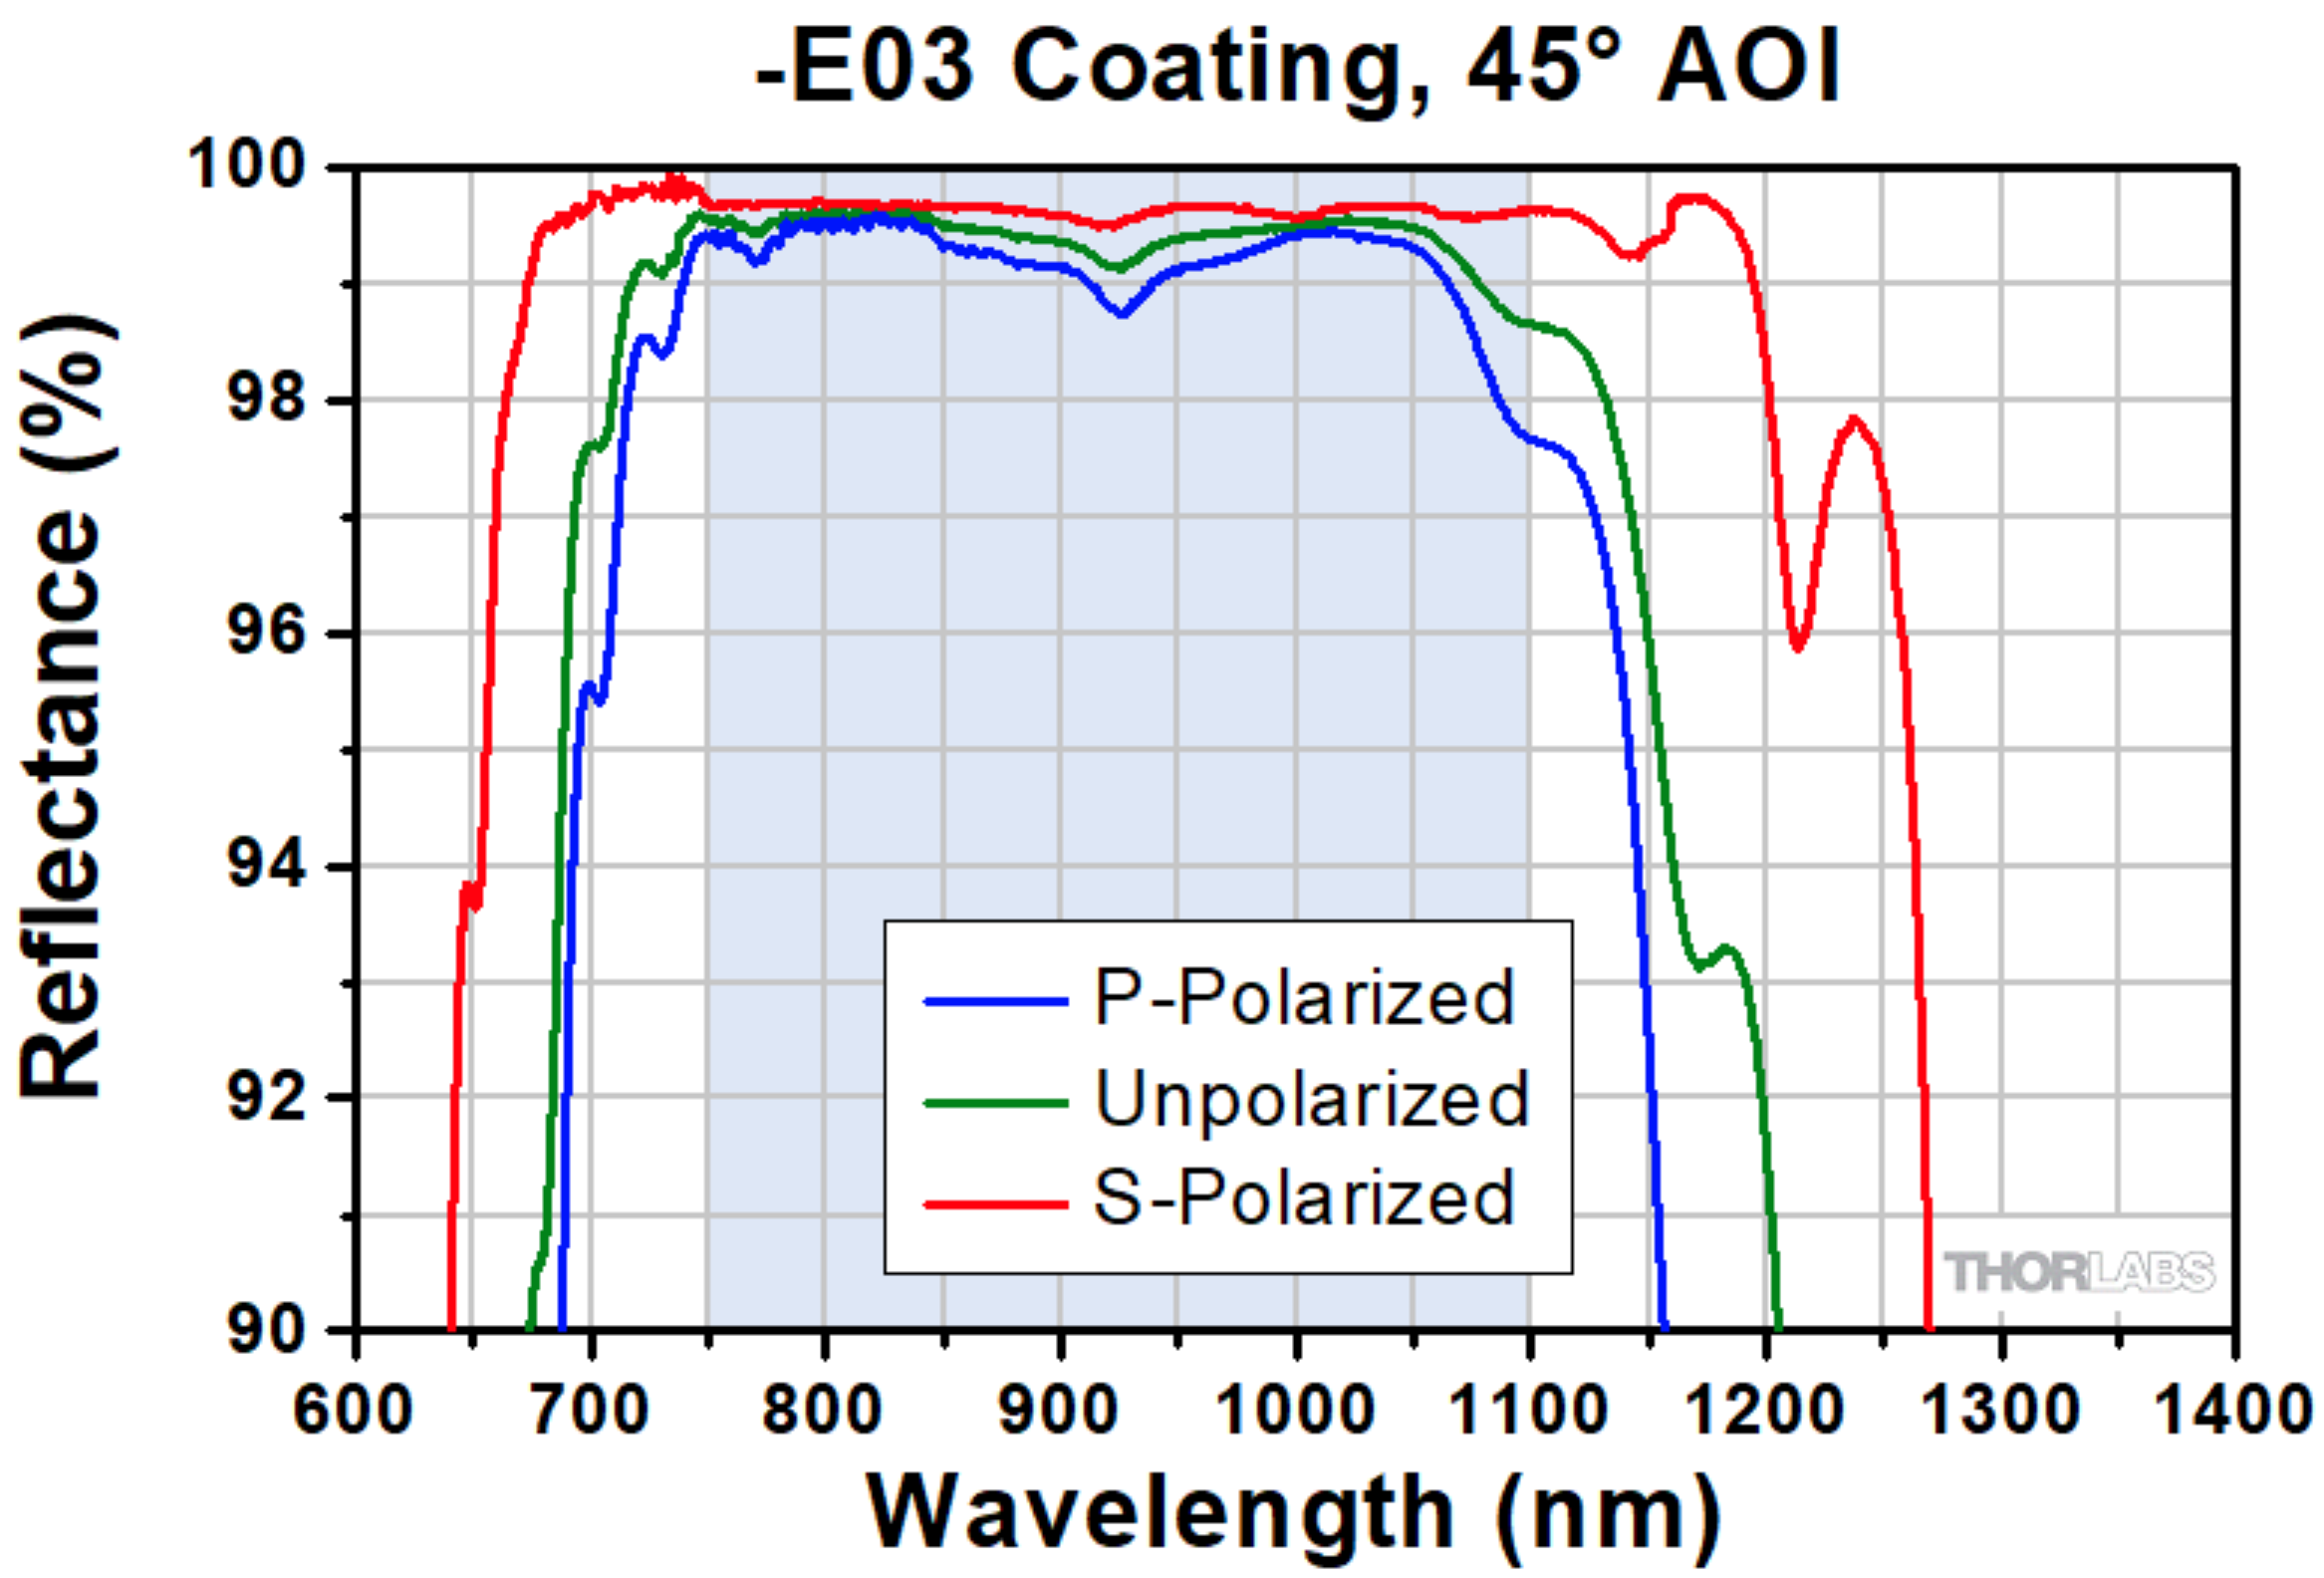 -E03 Coating, 45° AOI
Reflectance (%)
100
98
96
94
92
90
P-Polarized
Unpolarized
S-Polarized
THORLABS
600 700 800 900 1000 1100 1200 1300 1400
Wavelength (nm)